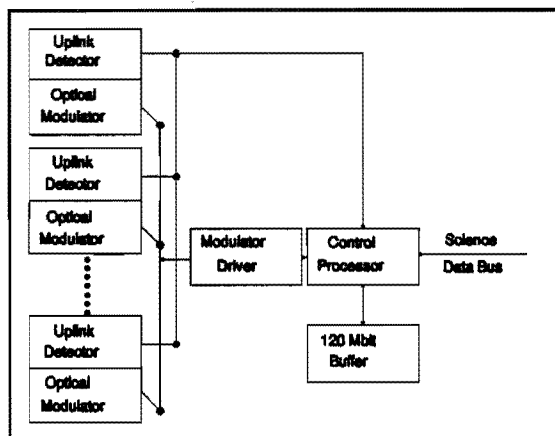 Uplink
Detector
Optical
Modulator
Uplink
Detector
Optical
Modulator
Modulator
Driver
Control
Processor
Science
Data Bus
Uplink
Detector
Optical
Modulator
120 Mbit
Buffer